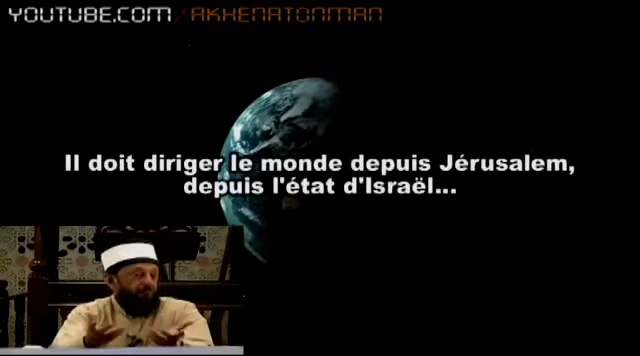 YOUTUBE.COM/AKHENATONMAN
Il doit diriger le monde depuis Jérusalem,
depuis l'état d'Israël...